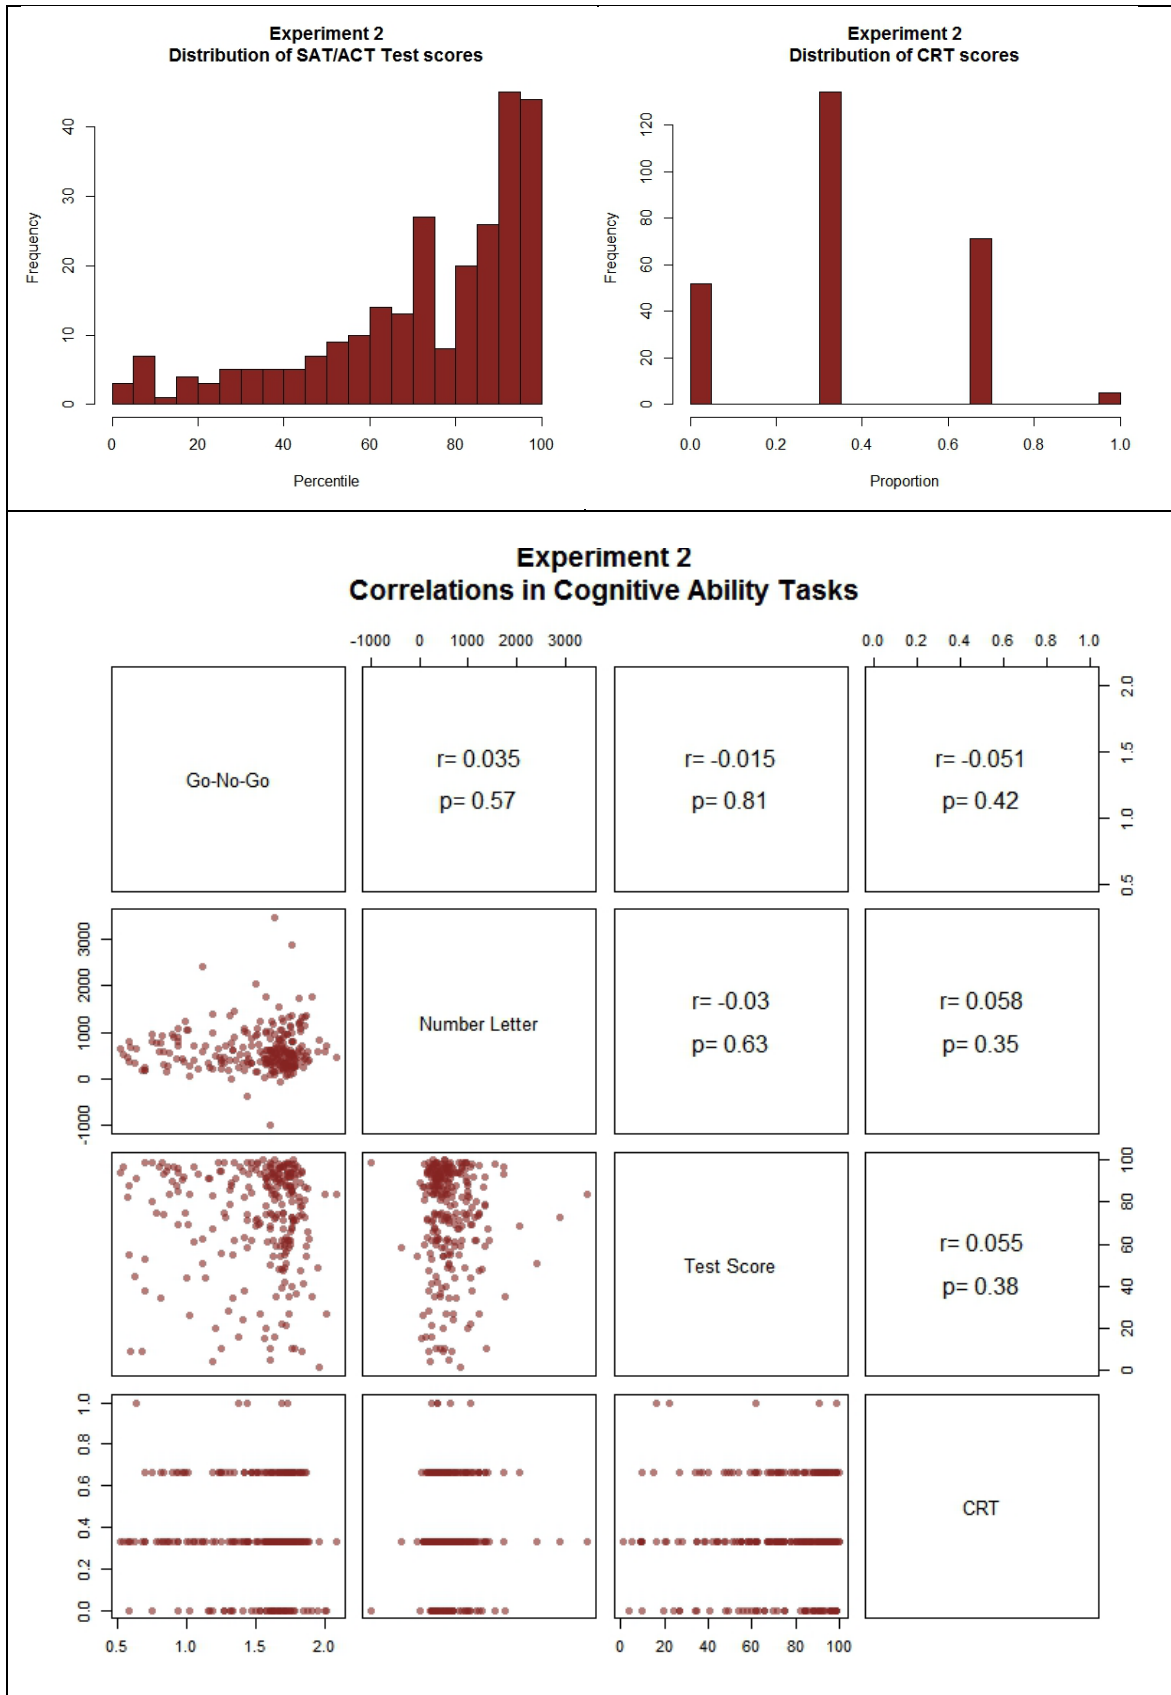 Experiment 2
Distribution of SAT/ACT Test scores
Frequency
0 10 20 30 40
0 20 40 60 80 100
Percentile
Experiment 2
Distribution of CRT scores
Frequency
0 20 40 60 80 100 120
0.0 0.2 0.4 0.6 0.8 1.0
Proportion
Experiment 2
Correlations in Cognitive Ability Tasks
-1000 0 1000 2000 3000
0.0 0.2 0.4 0.6 0.8 1.0
Go-No-Go
r= 0.035
p= 0.57
r= -0.015
p= 0.81
r= -0.051
p= 0.42
0.5 1.0 1.5 2.0
-1000 0 1000 2000 3000
Number Letter
r= -0.03
p= 0.63
r= 0.058
p= 0.35
Test Score
r= 0.055
p= 0.38
0 20 40 60 80 100
0.0 0.2 0.4 0.6 0.8 1.0
CRT
0.5 1.0 1.5 2.0
0 20 40 60 80 100